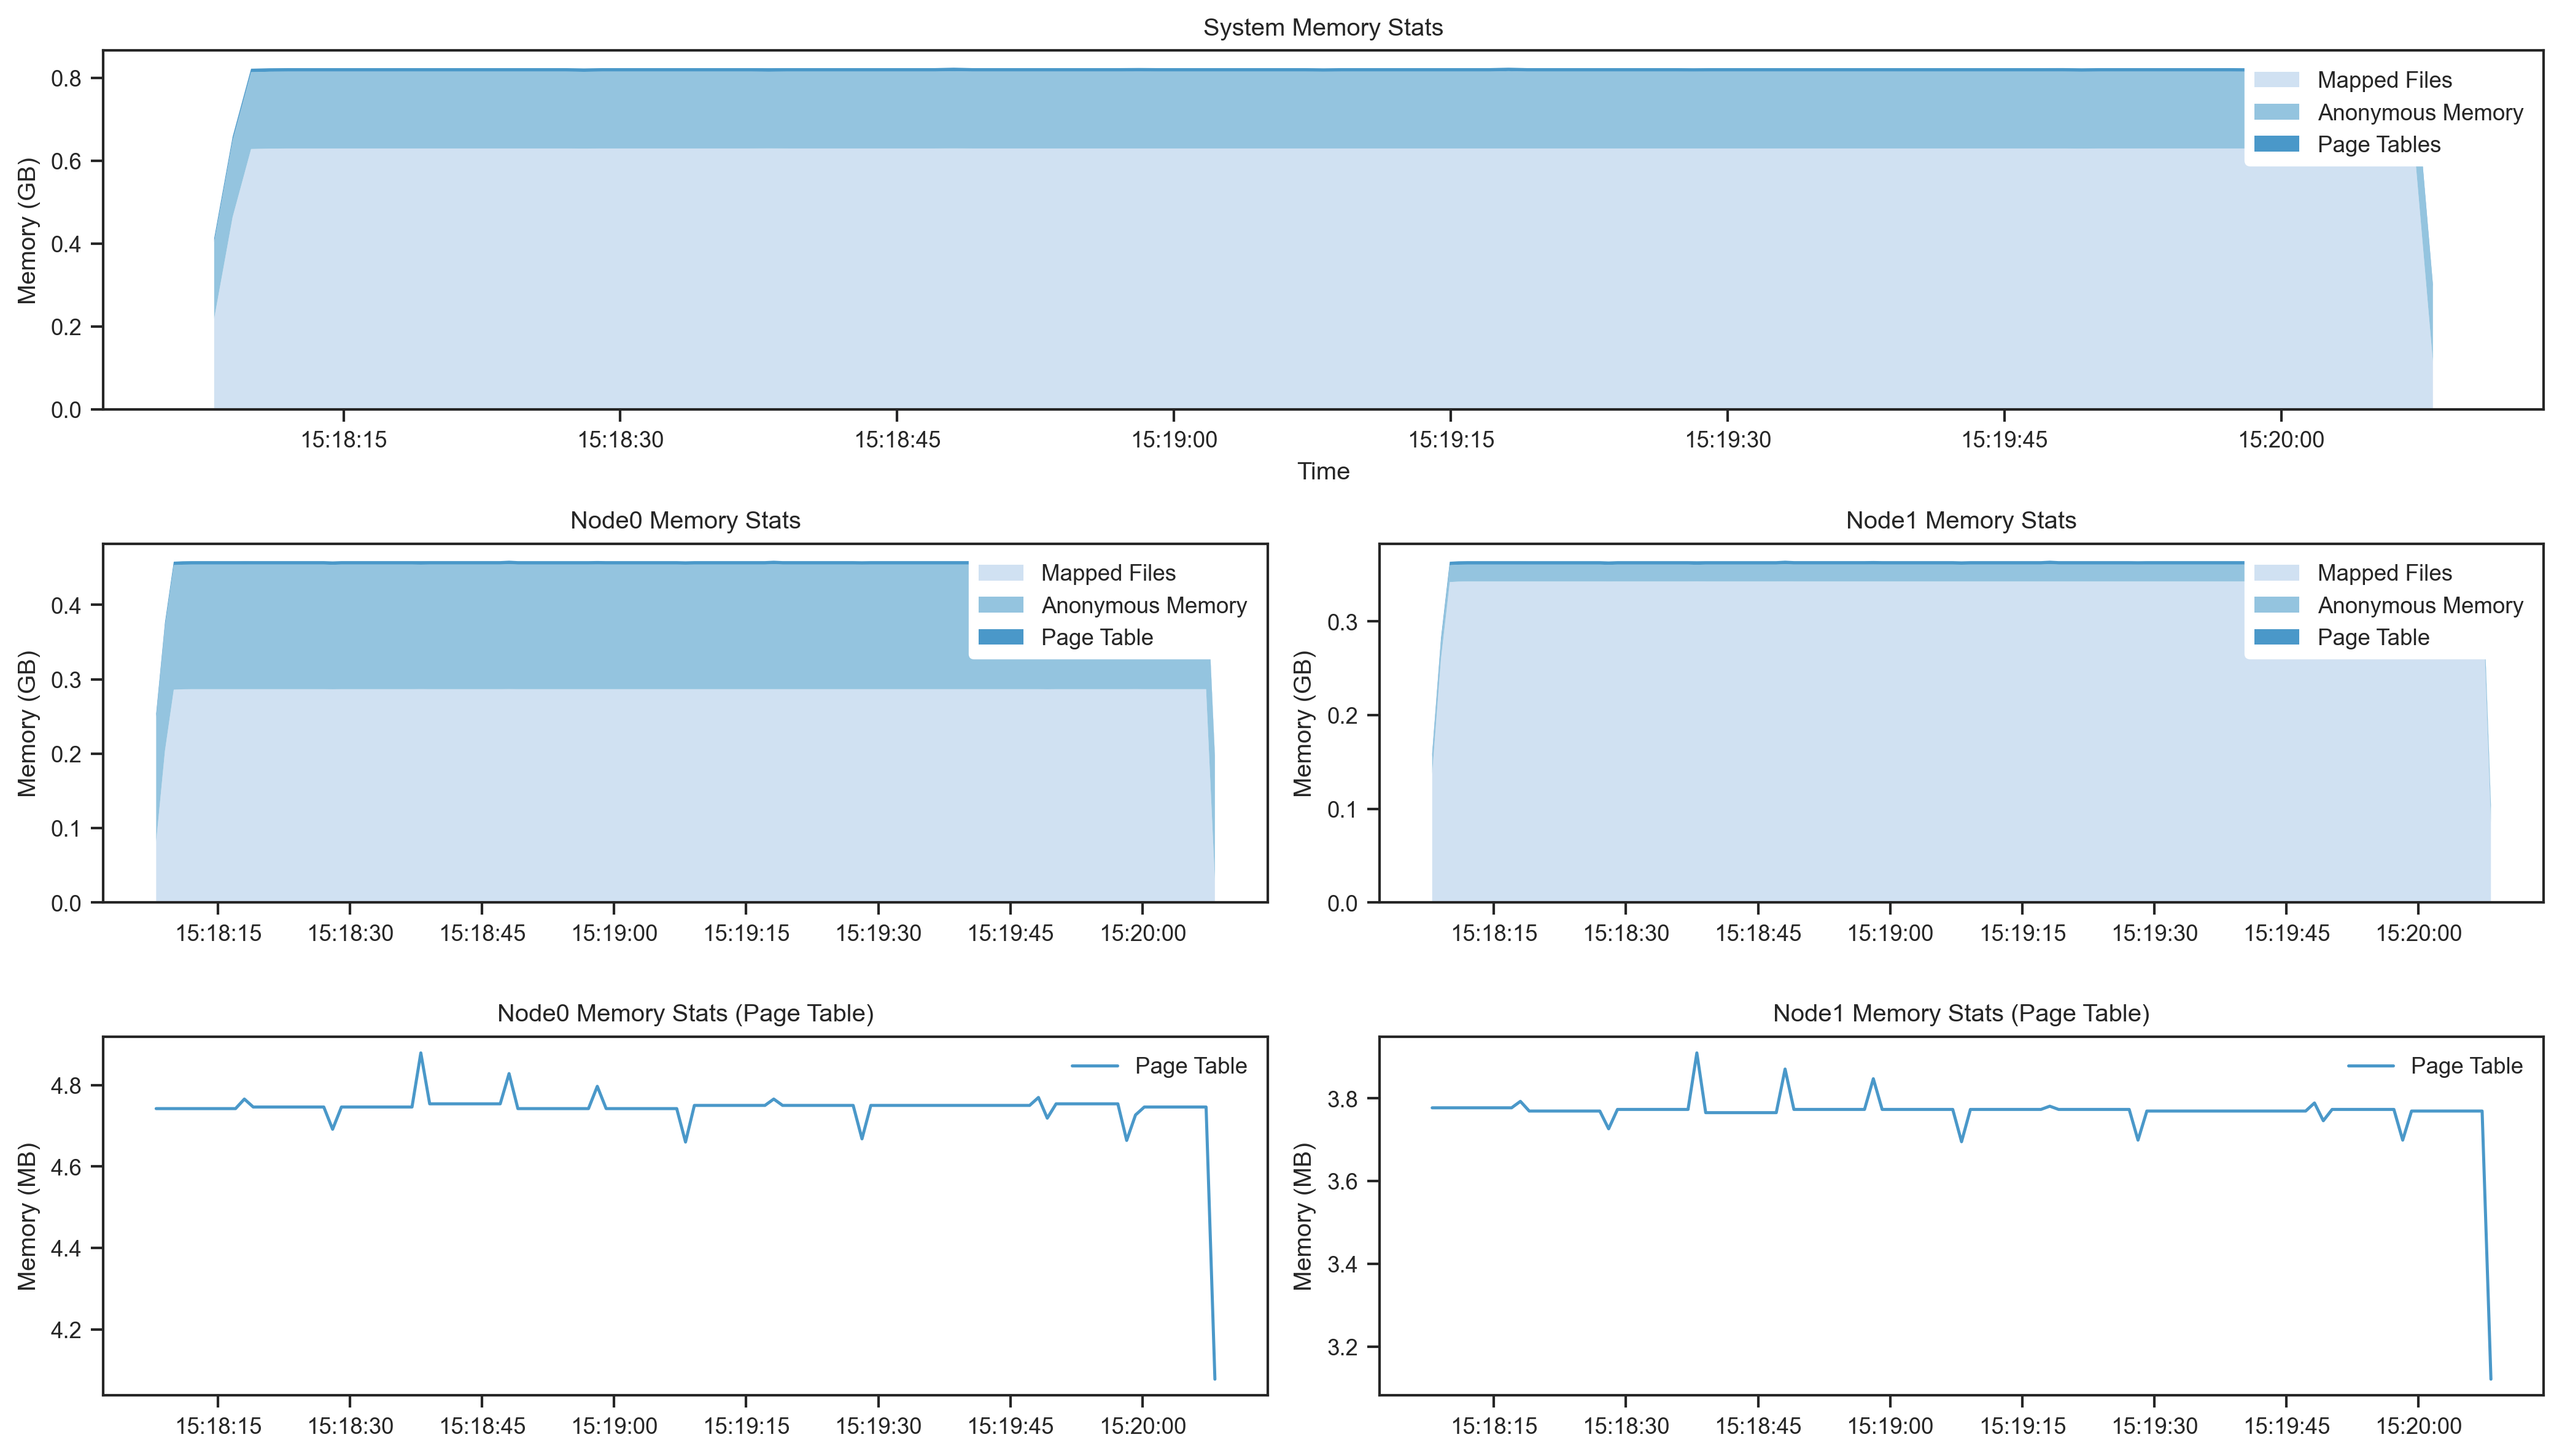 System Memory Stats
Memory (GB)
0.8
0.6
0.4
0.2
0.0
Mapped Files
Anonymous Memory
Page Tables
15:18:15 15:18:30 15:18:45 15:19:00 15:19:15 15:19:30 15:19:45 15:20:00
Time
Node0 Memory Stats
Memory (GB)
0.4
0.3
0.2
0.1
0.0
Mapped Files
Anonymous Memory
Page Table
15:18:15 15:18:30 15:18:45 15:19:00 15:19:15 15:19:30 15:19:45 15:20:00
Node1 Memory Stats
Memory (GB)
0.3
0.2
0.1
0.0
Mapped Files
Anonymous Memory
Page Table
15:18:15 15:18:30 15:18:45 15:19:00 15:19:15 15:19:30 15:19:45 15:20:00
Node0 Memory Stats (Page Table)
Memory (MB)
4.8
4.6
4.4
4.2
Page Table
15:18:15 15:18:30 15:18:45 15:19:00 15:19:15 15:19:30 15:19:45 15:20:00
Node1 Memory Stats (Page Table)
Memory (MB)
3.8
3.6
3.4
3.2
Page Table
15:18:15 15:18:30 15:18:45 15:19:00 15:19:15 15:19:30 15:19:45 15:20:00